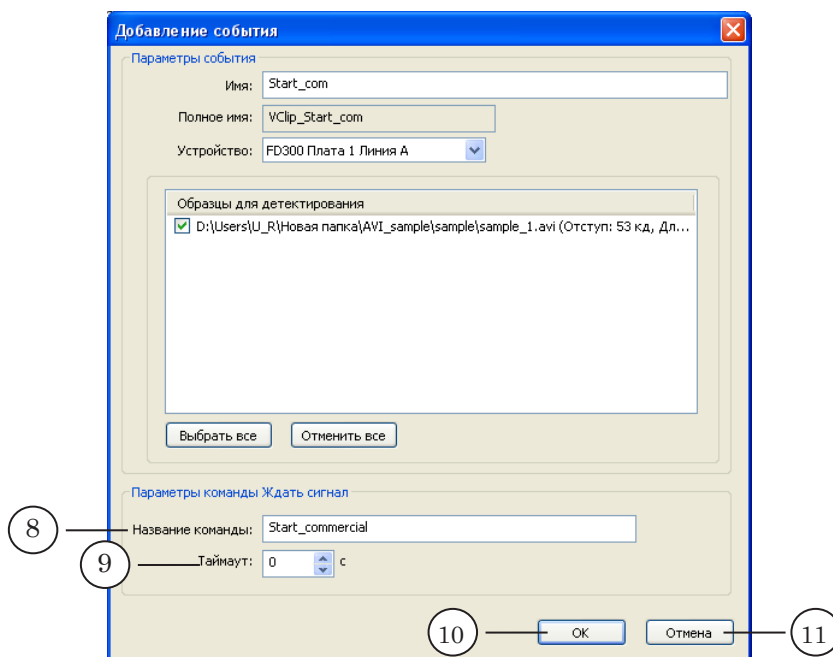 Добавление события
Параметры события
Имя: Start_com
Полное имя: VClip_Start_com
Устройство: FD300 Плата 1 Линия A
Образцы для детектирования
D:\Users\U_R\Новая папка\AVI_sample\sample\sample_1.avi (Отступ: 53 кд, Дл...
Выбрать все Отменить все
Параметры команды Ждать сигнал
8 Название команды: Start_commercial
9 Таймаут: 0 с
10 OK Отмена 11